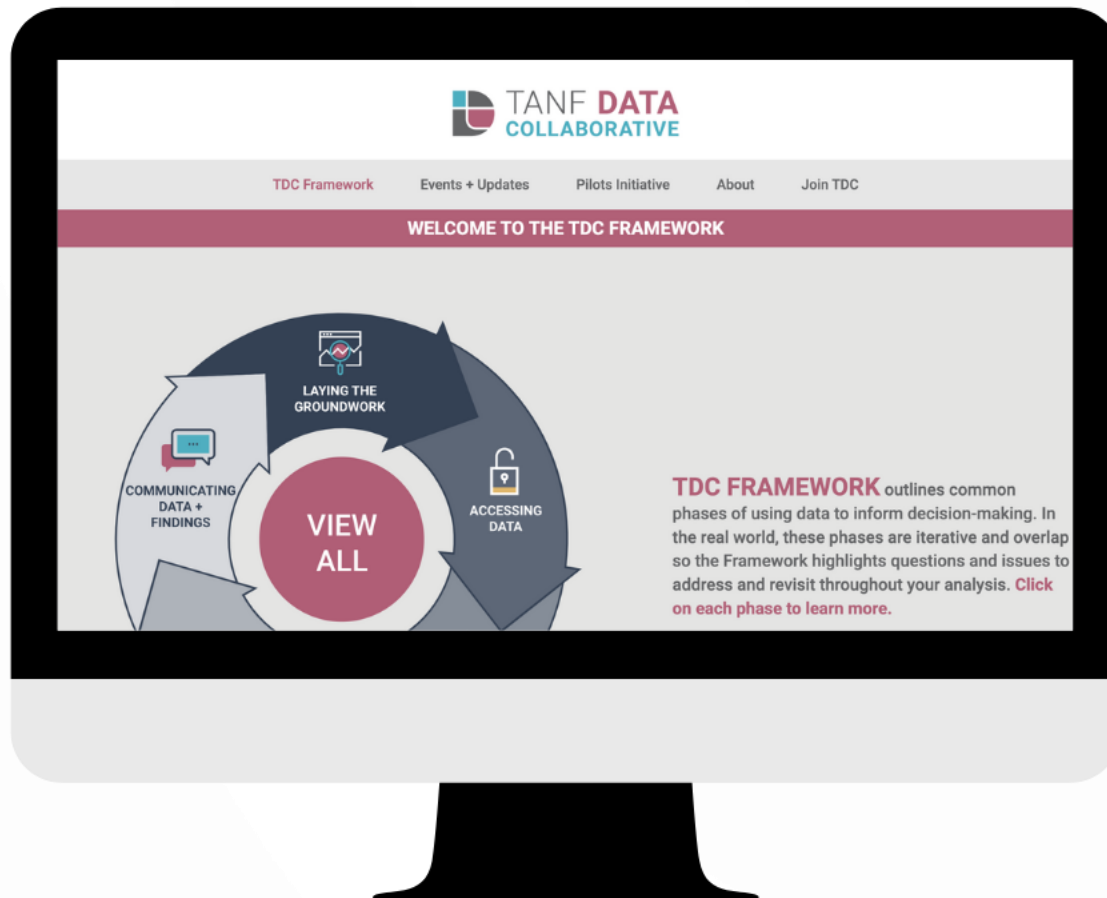 TANF DATA
COLLABORATIVE
TDC Framework Events + Updates Pilots Initiative About Join TDC
WELCOME TO THE TDC FRAMEWORK
LAYING THE
GROUNDWORK
COMMUNICATING
DATA +
FINDINGS
ACCESSING
DATA
VIEW
ALL
TDC FRAMEWORK outlines common
phases of using data to inform decision-making. In
the real world, these phases are iterative and overlap
so the Framework highlights questions and issues to
address and revisit throughout your analysis. Click
on each phase to learn more.